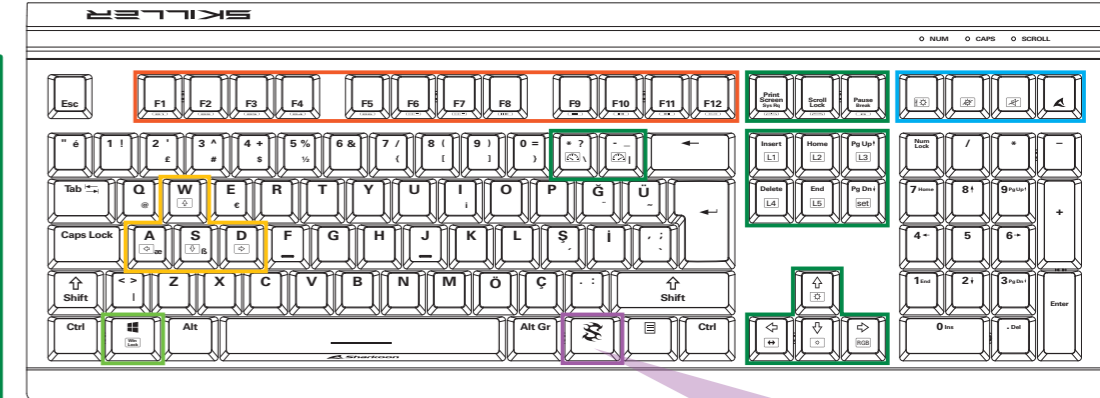 SKILLER
NUM CAPS SCROLL
Esc F1 F2 F3 F4 F5 F6 F7 F8 F9 F10 F11 F12 Print Screen Sys Rq Scroll Lock Pause Break
" é 1 ! 2 ' £ 3 ^ # 4 + $ 5 % ½ 6 & 7 / { 8 ( [ 9 ) ] 0 = } * ? \ - _ | Insert L1 Home L2 Pg Up L3 Num Lock / * -
Tab Q @ W E € R T Y U I i O P Ğ ¨ Ü ~ Delete L4 End L5 Pg Dn set 7 Home 8 9 Pg Up +
Caps Lock A æ S ß D F G H J K L Ş ´ İ , ; 4 5 6
Shift < > | Z X C V B N M Ö Ç . : Shift 1 End 2 3 Pg Dn Enter
Ctrl Win Lock Alt Alt Gr Ctrl RGB 0 Ins . Del
Sharkoon